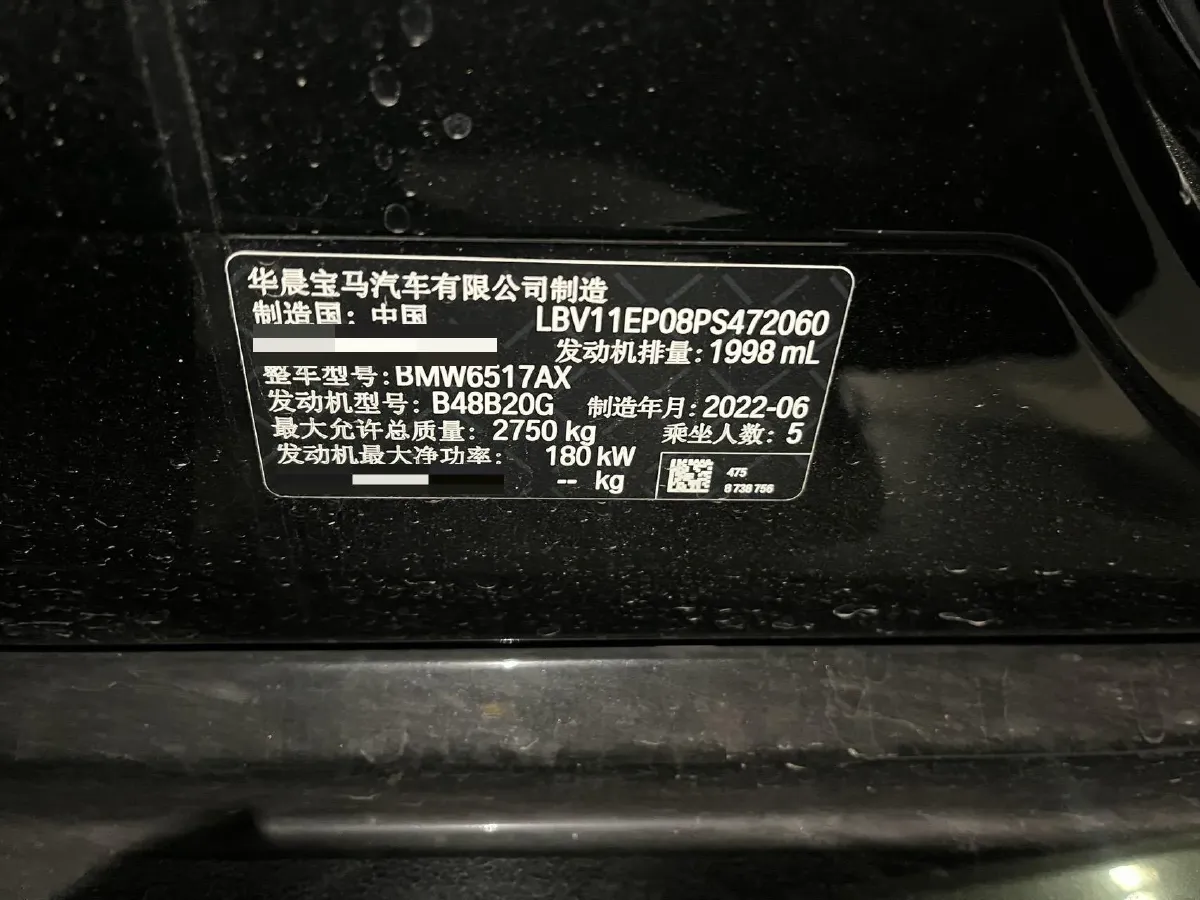 华晨宝马汽车有限公司制造
制造国：中国 LBV11EP08PS472060
发动机排量：1998 mL
整车型号：BMW6517AX
发动机型号：B48B20G 制造年月：2022-06
最大允许总质量：2750 kg 乘坐人数：5
发动机最大净功率：180 kW
-- kg
475
8 738 756